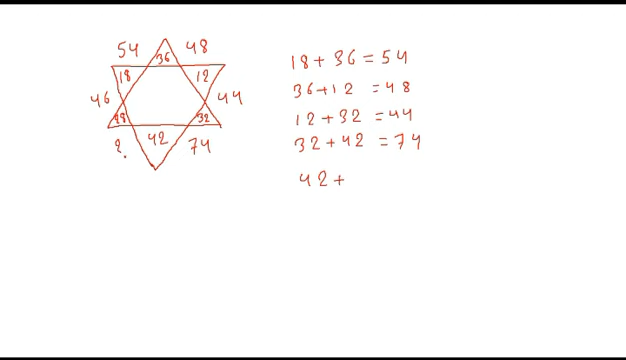 54 48
36
18 12
46 44
28 32
? 42 74
18 + 36 = 54
36 + 12 = 48
12 + 32 = 44
32 + 42 = 74
42 +